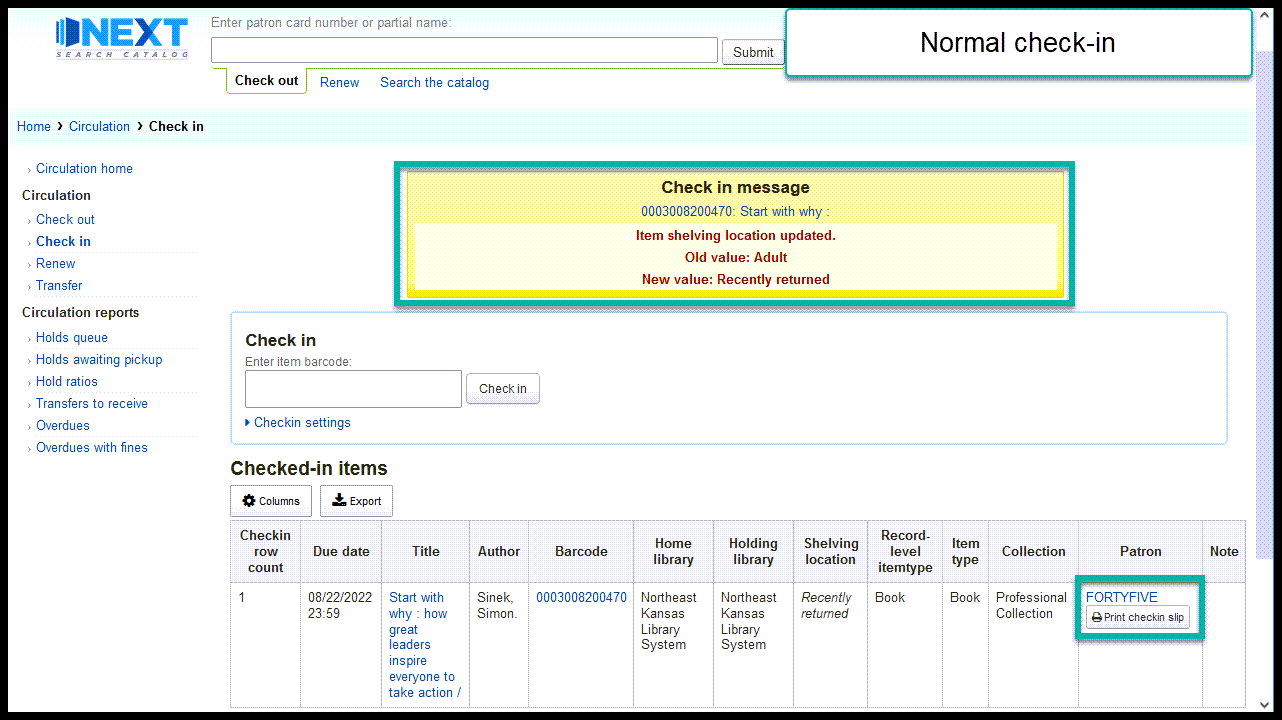 Enter patron card number or partial name:
NEXT
SEARCH CATALOG
Submit
Normal check-in
Check out
Renew
Search the catalog
Home › Circulation › Check in
Circulation home
Circulation
Check out
Check in
Renew
Transfer
Circulation reports
Holds queue
Holds awaiting pickup
Hold ratios
Transfers to receive
Overdues
Overdues with fines
Check in message
0003008200470: Start with why :
Item shelving location updated.
Old value: Adult
New value: Recently returned
Check in
Enter item barcode:
Check in
Checkin settings
Checked-in items
Columns
Export
Checkin
row
count
Due date
Title
Author
Barcode
Home
library
Holding
library
Shelving
location
Record-
level
itemtype
Item
type
Collection
Patron
Note
1
08/22/2022
23:59
Start with
why : how
great
leaders
inspire
everyone to
take action /
Sinek,
Simon.
0003008200470
Northeast
Kansas
Library
System
Northeast
Kansas
Library
System
Recently
returned
Book
Book
Professional
Collection
FORTYFIVE
Print checkin slip